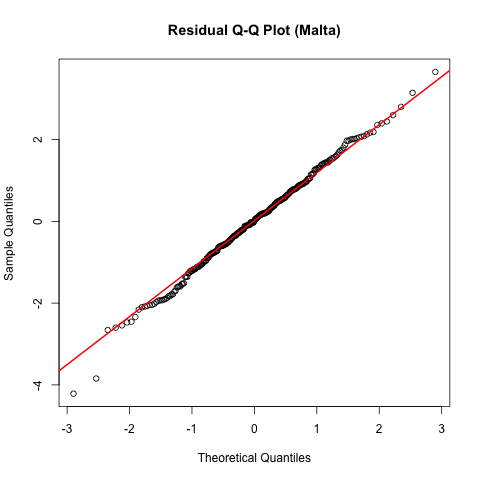 Residual Q-Q Plot (Malta)
Sample Quantiles
2
0
-2
-4
-3 -2 -1 0 1 2 3
Theoretical Quantiles